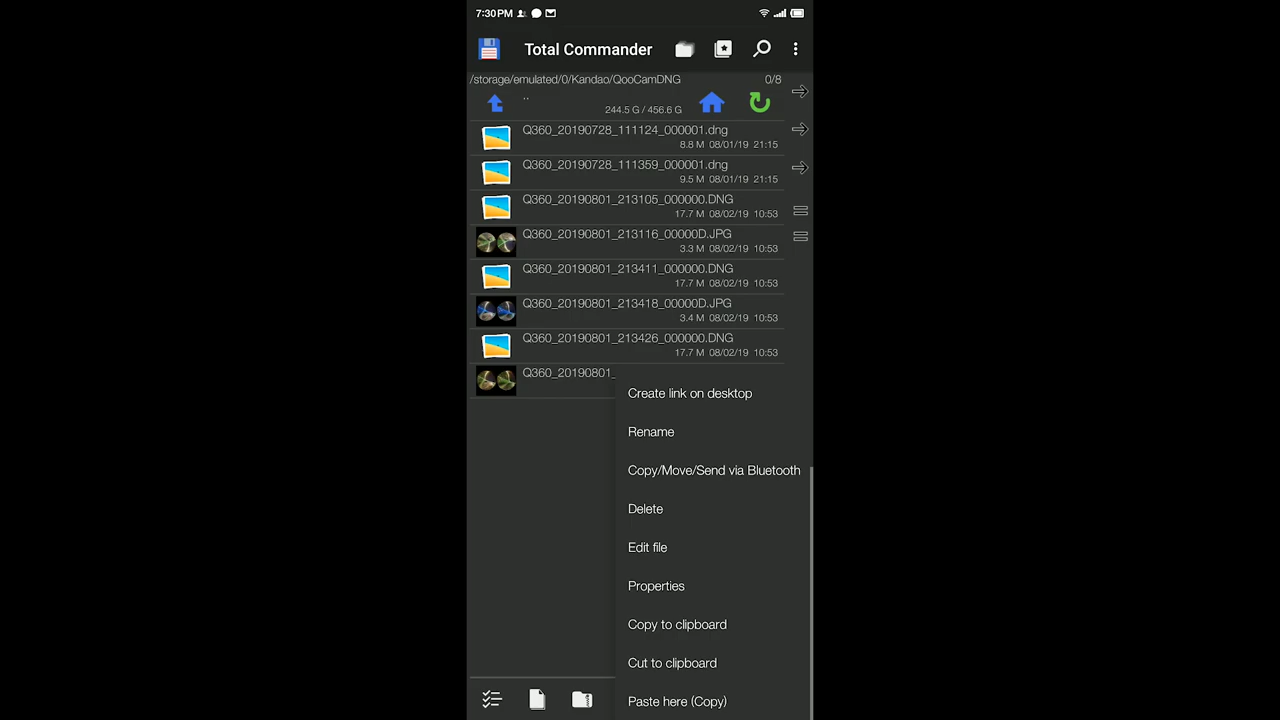 7:30 PM
Total Commander
/storage/emulated/0/Kandao/QooCamDNG 0/8
..
244.5 G / 456.6 G
Q360_20190728_111124_000001.dng
8.8 M 08/01/19 21:15
Q360_20190728_111359_000001.dng
9.5 M 08/01/19 21:15
Q360_20190801_213105_000000.DNG
17.7 M 08/02/19 10:53
Q360_20190801_213116_00000D.JPG
3.3 M 08/02/19 10:53
Q360_20190801_213411_000000.DNG
17.7 M 08/02/19 10:53
Q360_20190801_213418_00000D.JPG
3.4 M 08/02/19 10:53
Q360_20190801_213426_000000.DNG
17.7 M 08/02/19 10:53
Q360_20190801_
Create link on desktop
Rename
Copy/Move/Send via Bluetooth
Delete
Edit file
Properties
Copy to clipboard
Cut to clipboard
Paste here (Copy)